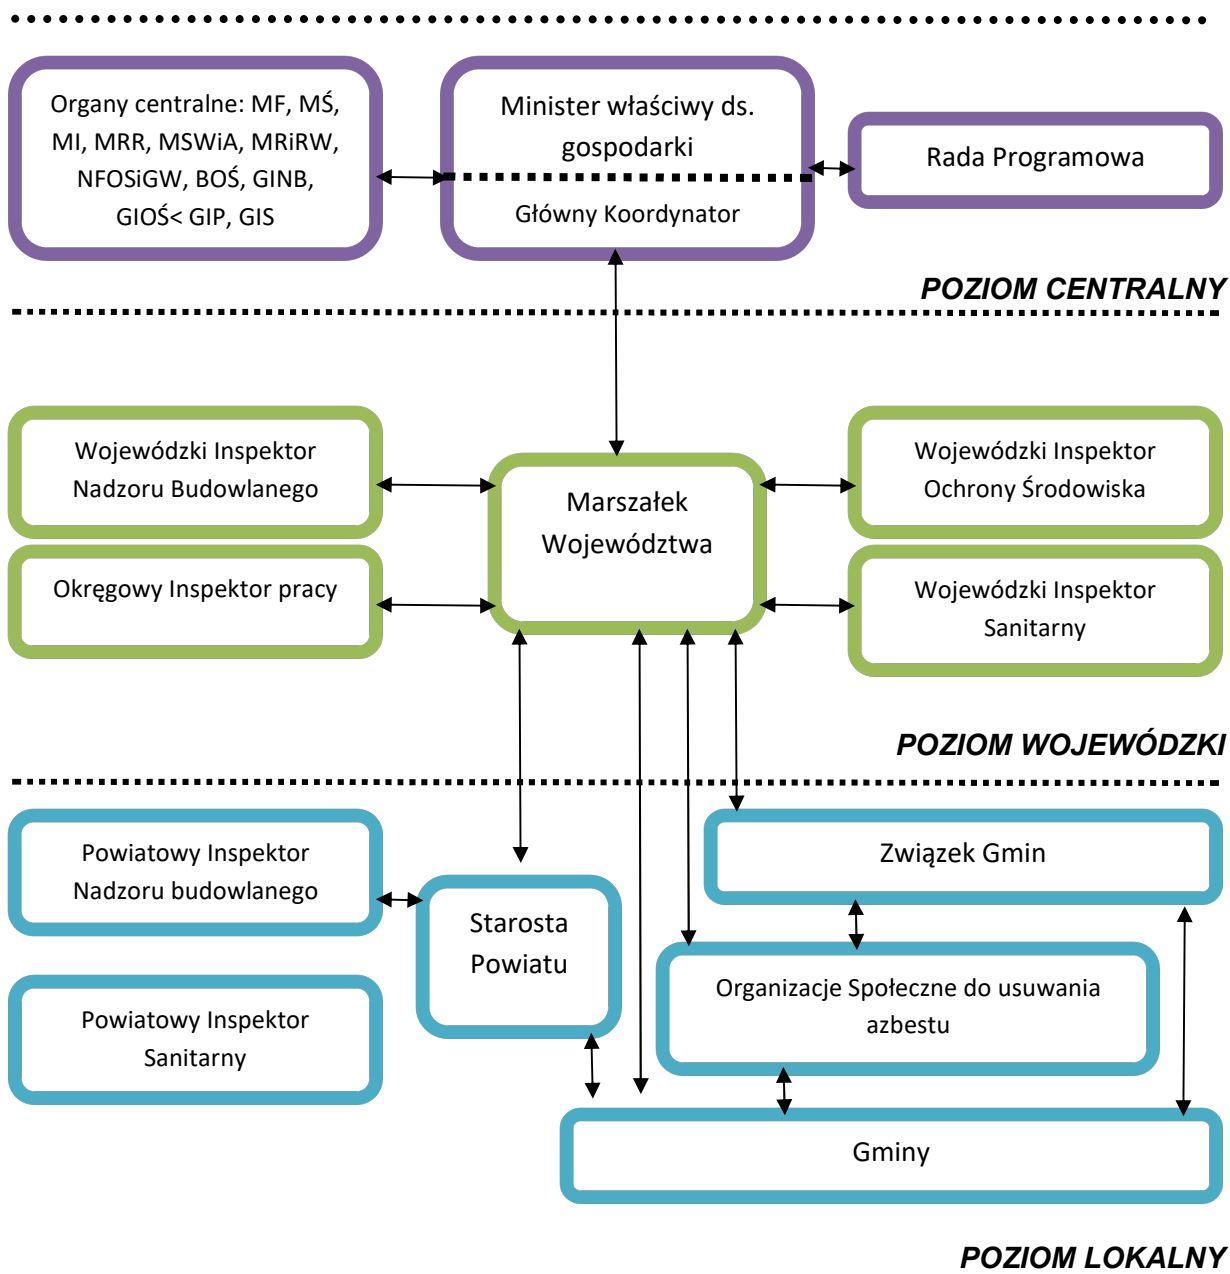 Organy centralne: MF, MŚ,
MI, MRR, MSWiA, MRiRW,
NFOSiGW, BOŚ, GINB,
GIOŚ< GIP, GIS
Minister właściwy ds.
gospodarki
Główny Koordynator
Rada Programowa
POZIOM CENTRALNY
Wojewódzki Inspektor
Nadzoru Budowlanego
Okręgowy Inspektor pracy
Marszałek
Województwa
Wojewódzki Inspektor
Ochrony Środowiska
Wojewódzki Inspektor
Sanitarny
POZIOM WOJEWÓDZKI
Powiatowy Inspektor
Nadzoru budowlanego
Powiatowy Inspektor
Sanitarny
Starosta
Powiatu
Związek Gmin
Organizacje Społeczne do usuwania
azbestu
Gminy
POZIOM LOKALNY